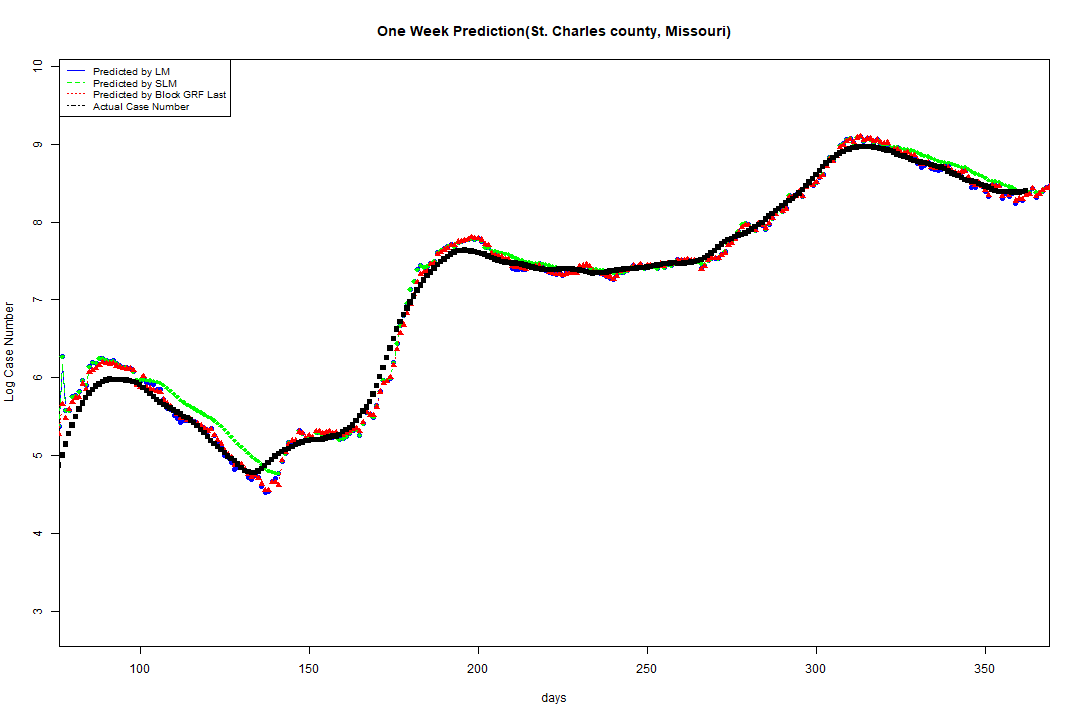 One Week Prediction(St. Charles county, Missouri)
Predicted by LM
Predicted by SLM
Predicted by Block GRF Last
Actual Case Number
10
9
8
7
6
5
4
3
Log Case Number
100 150 200 250 300 350
days